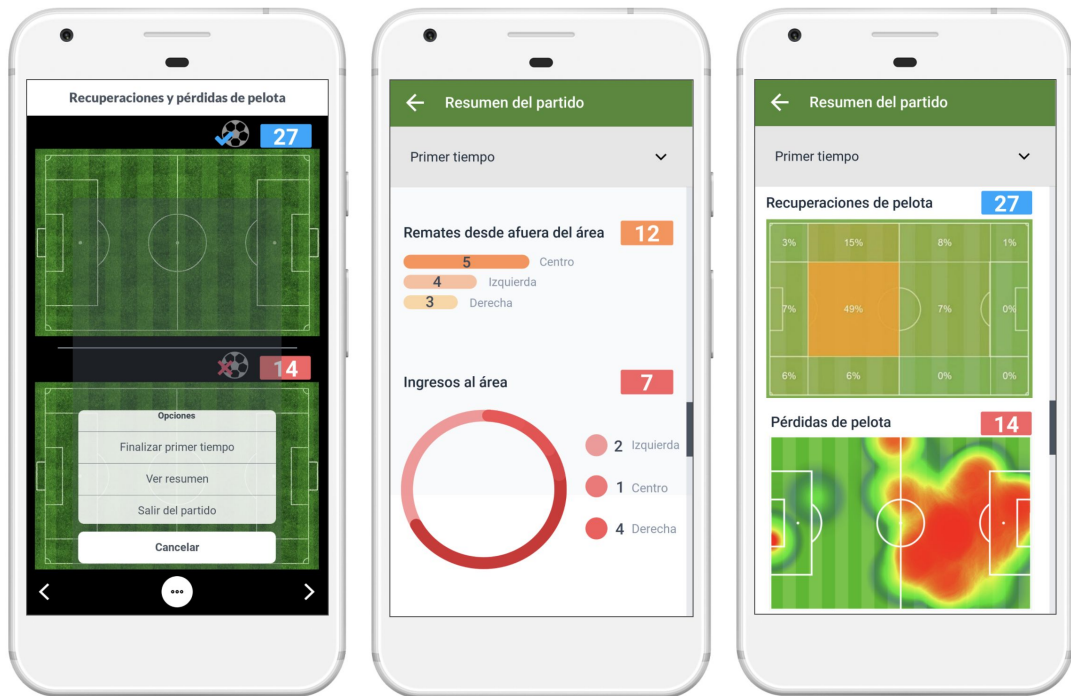 Recuperaciones y pérdidas de pelota
27
14
Opciones
Finalizar primer tiempo
Ver resumen
Salir del partido
Cancelar
Resumen del partido
Primer tiempo
Remates desde afuera del área 12
5 Centro
4 Izquierda
3 Derecha
Ingresos al área 7
2 Izquierda
1 Centro
4 Derecha
Resumen del partido
Primer tiempo
Recuperaciones de pelota 27
3% 15% 8% 1%
7% 49% 7% 0%
6% 6% 0% 0%
Pérdidas de pelota 14